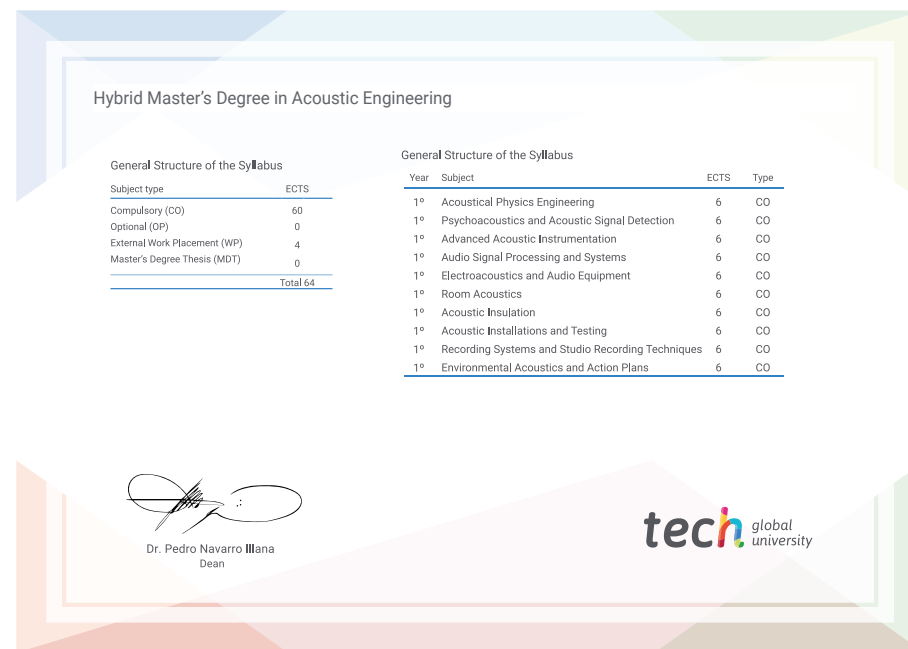 Hybrid Master's Degree in Acoustic Engineering
General Structure of the Syllabus
Subject type ECTS
Compulsory (CO) 60
Optional (OP) 0
External Work Placement (WP) 4
Master's Degree Thesis (MDT) 0
Total 64
General Structure of the Syllabus
Year Subject ECTS Type
1º Acoustical Physics Engineering 6 CO
1º Psychoacoustics and Acoustic Signal Detection 6 CO
1º Advanced Acoustic Instrumentation 6 CO
1º Audio Signal Processing and Systems 6 CO
1º Electroacoustics and Audio Equipment 6 CO
1º Room Acoustics 6 CO
1º Acoustic Insulation 6 CO
1º Acoustic Installations and Testing 6 CO
1º Recording Systems and Studio Recording Techniques 6 CO
1º Environmental Acoustics and Action Plans 6 CO
Dr. Pedro Navarro Illana
Dean
tech global
university